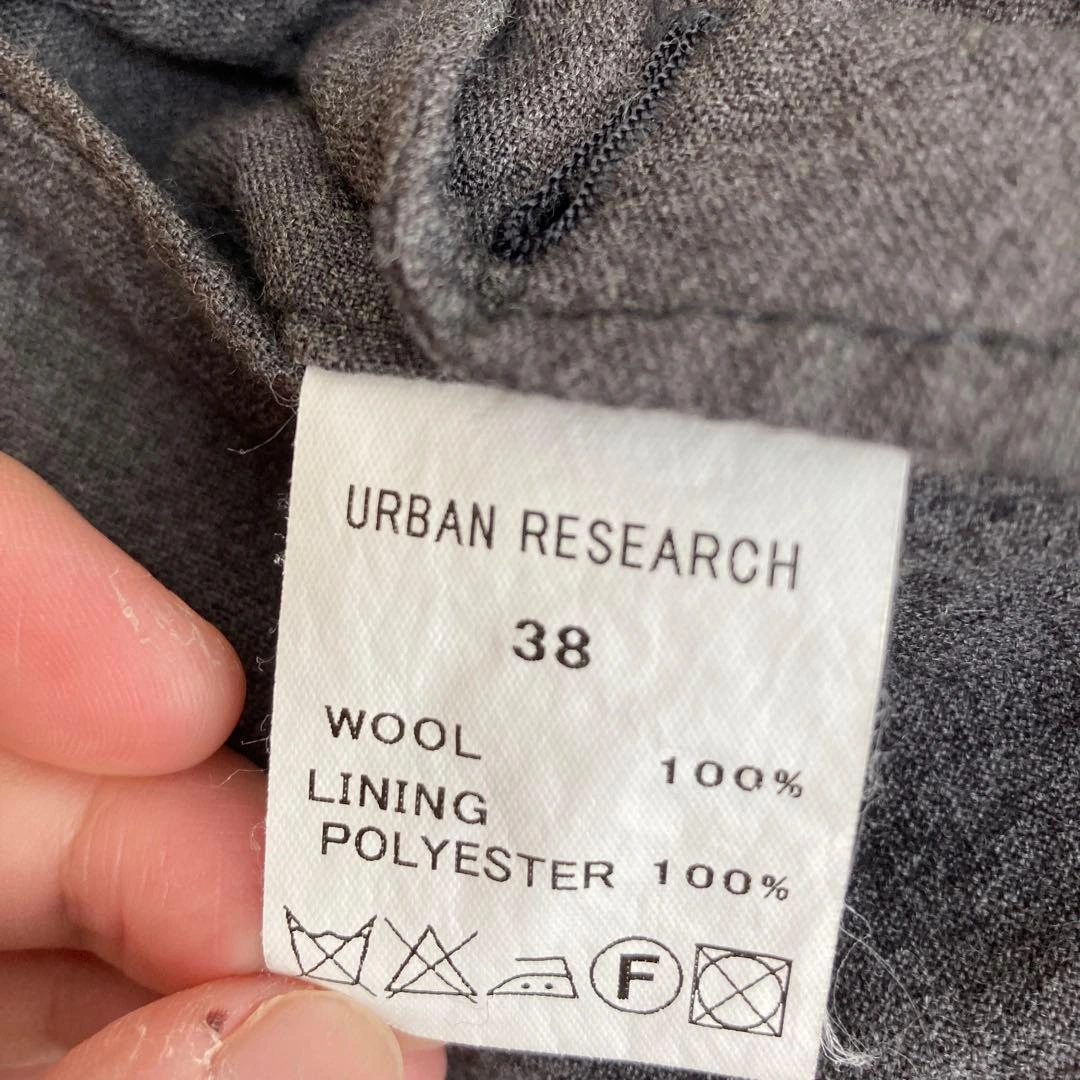 URBAN RESEARCH
38
WOOL 100%
LINING
POLYESTER 100%
F